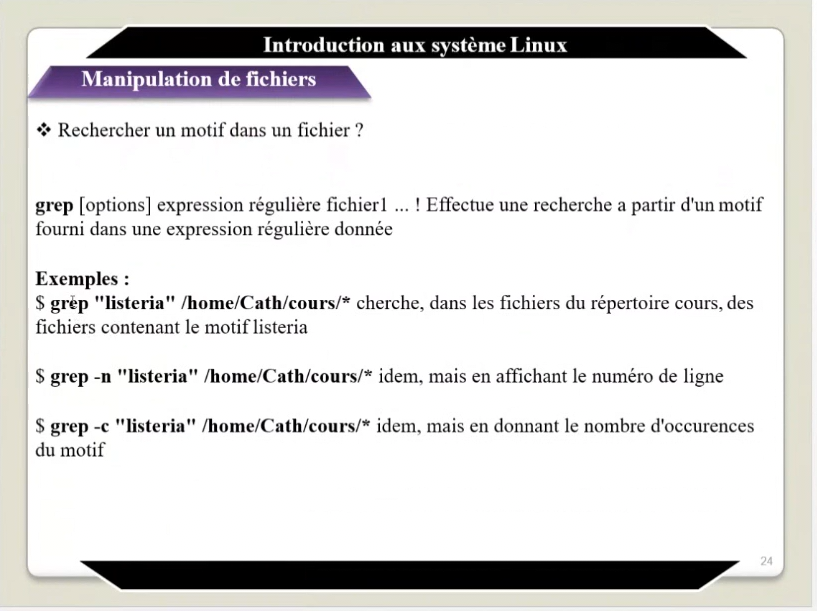 Introduction aux système Linux
Manipulation de fichiers
❖ Rechercher un motif dans un fichier ?
grep [options] expression régulière fichier1 ... ! Effectue une recherche a partir d'un motif
fourni dans une expression régulière donnée
Exemples :
$ grep "listeria" /home/Cath/cours/* cherche, dans les fichiers du répertoire cours, des
fichiers contenant le motif listeria
$ grep -n "listeria" /home/Cath/cours/* idem, mais en affichant le numéro de ligne
$ grep -c "listeria" /home/Cath/cours/* idem, mais en donnant le nombre d'occurences
du motif
24